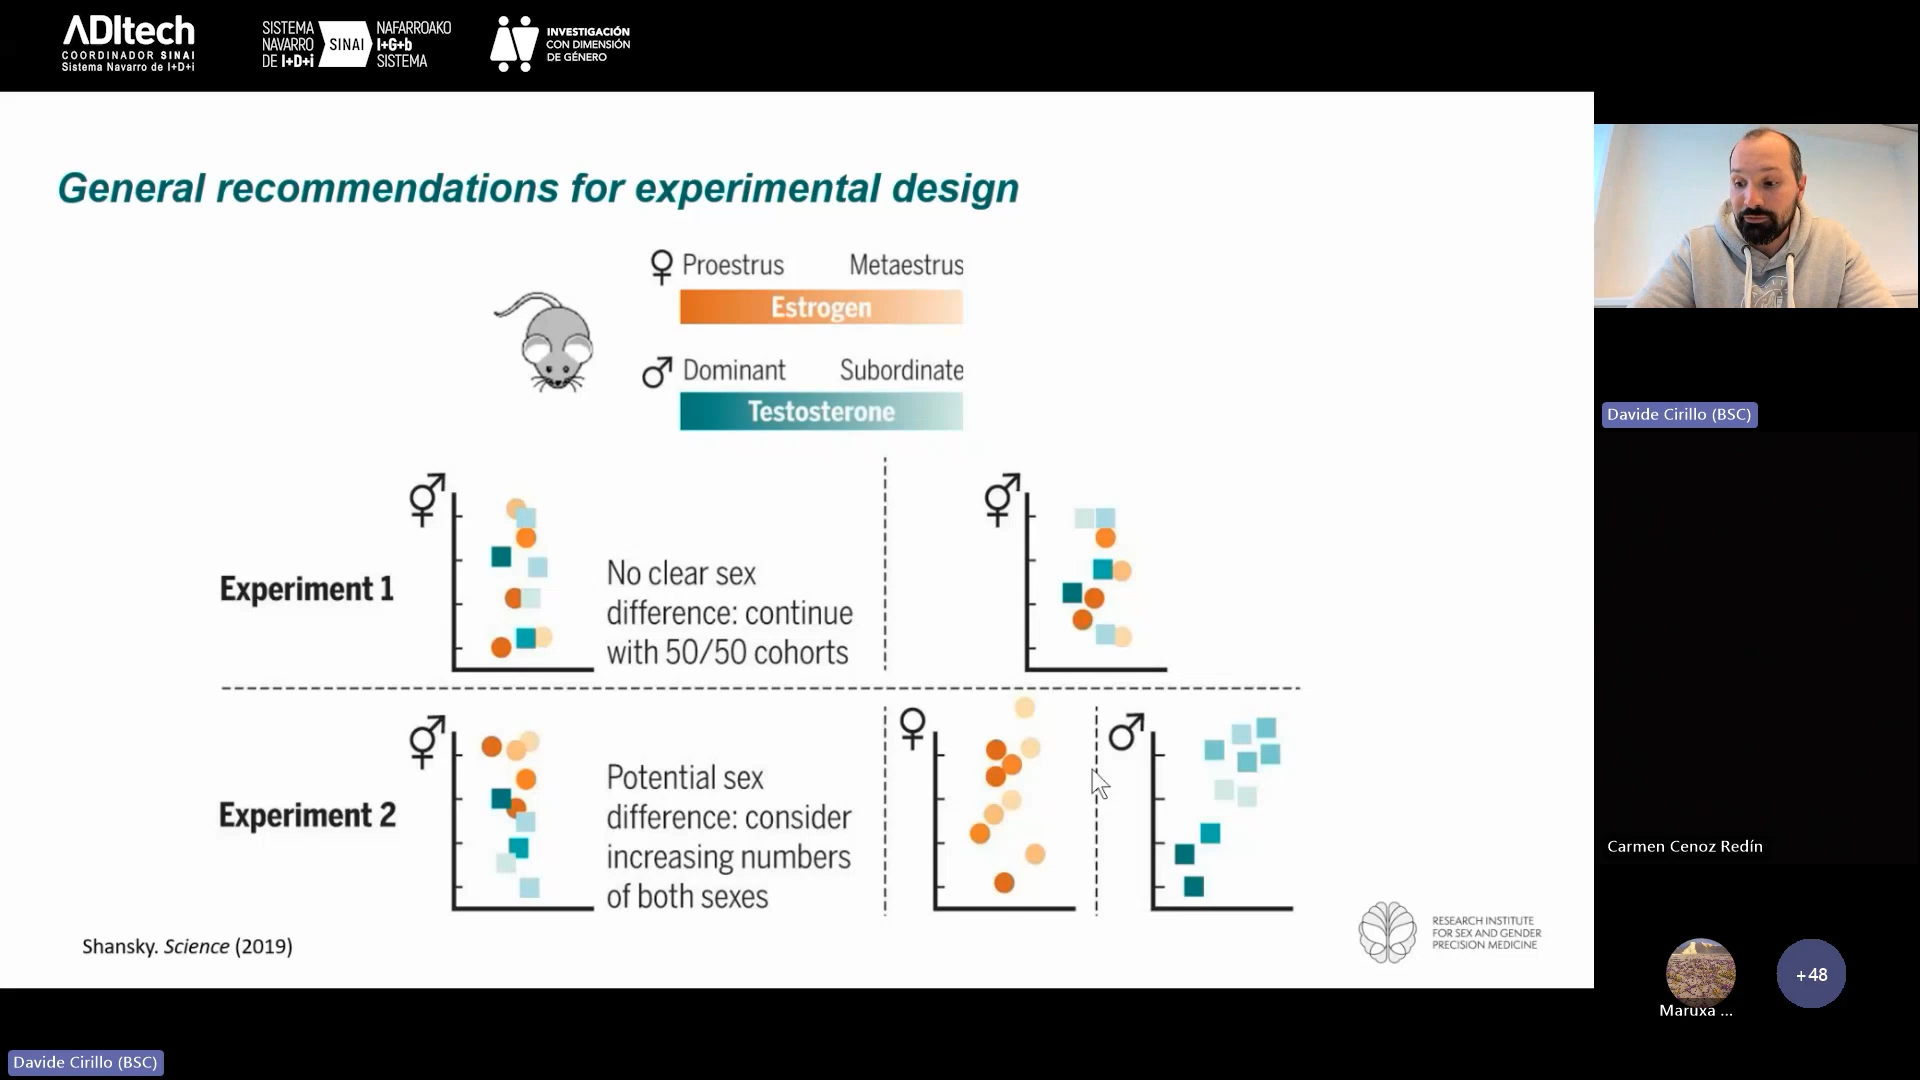 ADItech
COORDINADOR SINAI
Sistema Navarro de I+D+i
SISTEMA
NAVARRO
DE I+D+i
SINAI
NAFARROAKO
I+G+b
SISTEMA
INVESTIGACIÓN
CON DIMENSIÓN
DE GÉNERO
General recommendations for experimental design
♀ Proestrus Metaestrus
Estrogen
♂ Dominant Subordinate
Testosterone
Experiment 1
No clear sex
difference: continue
with 50/50 cohorts
Experiment 2
Potential sex
difference: consider
increasing numbers
of both sexes
♀
♂
Shansky. Science (2019)
RESEARCH INSTITUTE
FOR SEX AND GENDER
PRECISION MEDICINE
Davide Cirillo (BSC)
Carmen Cenoz Redín
Maruxa ...
+48
Davide Cirillo (BSC)